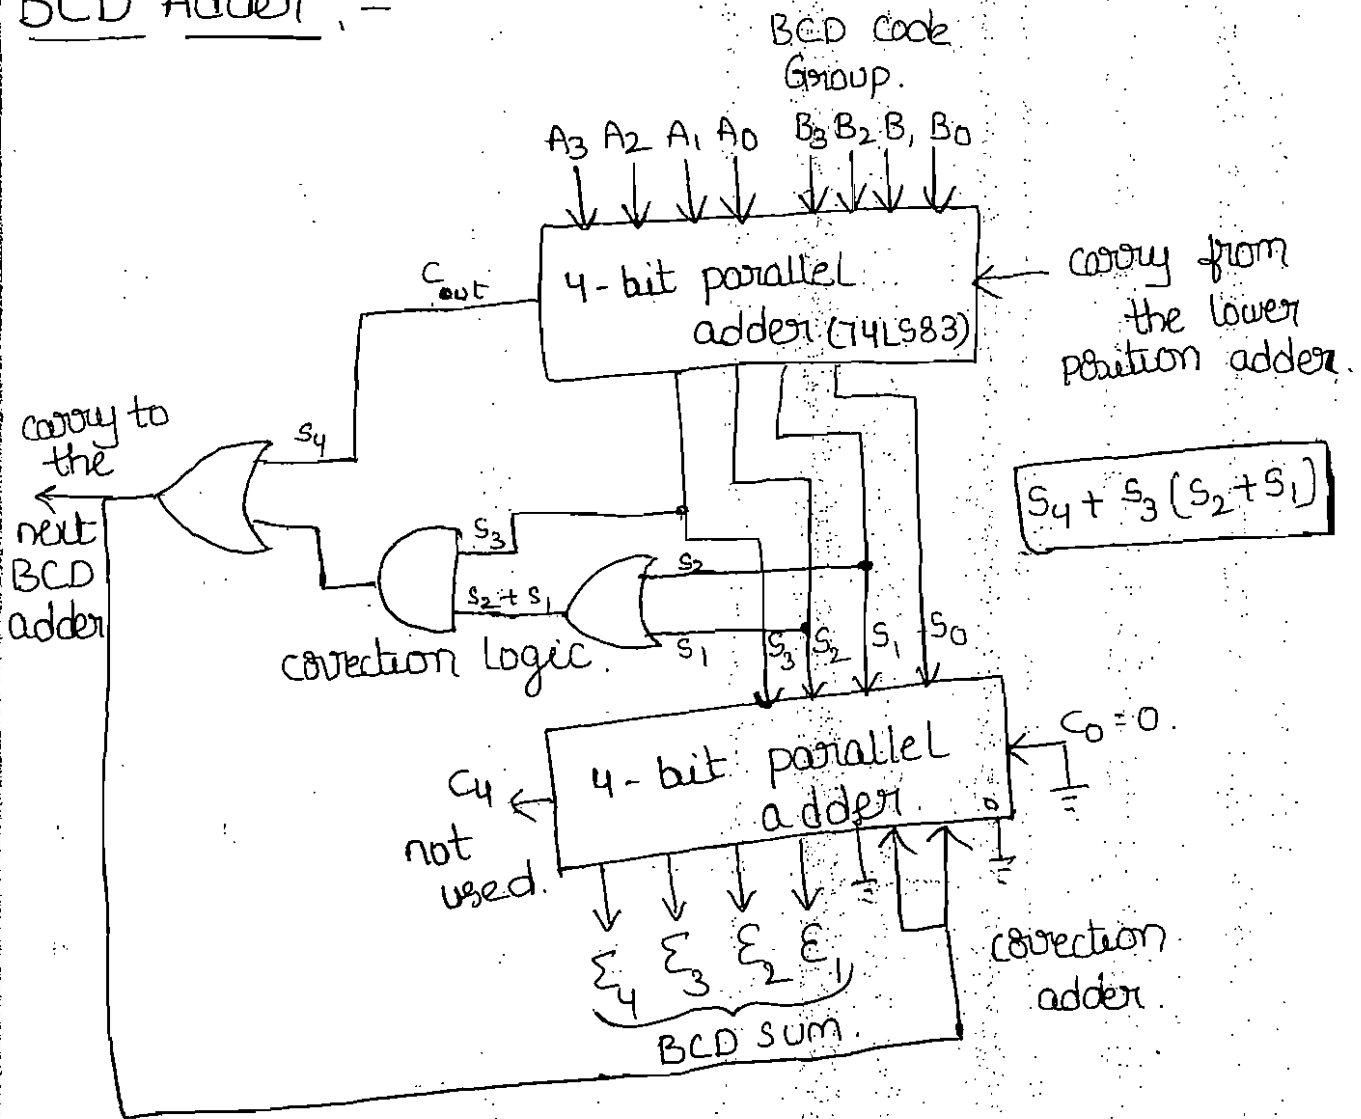 BCD Adder :-
BCD Code
Group.
A3 A2 A1 A0 B3 B2 B1 B0
4-bit parallel
adder (74LS83)
Cout
carry from
the lower
position adder.
carry to
the
next
BCD
adder
S4
S4 + S3 (S2 + S1)
S3
S2
S2 + S1
S1
S3 S2 S1 S0
correction Logic.
4-bit parallel
adder.
C0 = 0.
0
C4
not
used.
Σ4 Σ3 Σ2 Σ1
BCD SUM.
correction
adder.